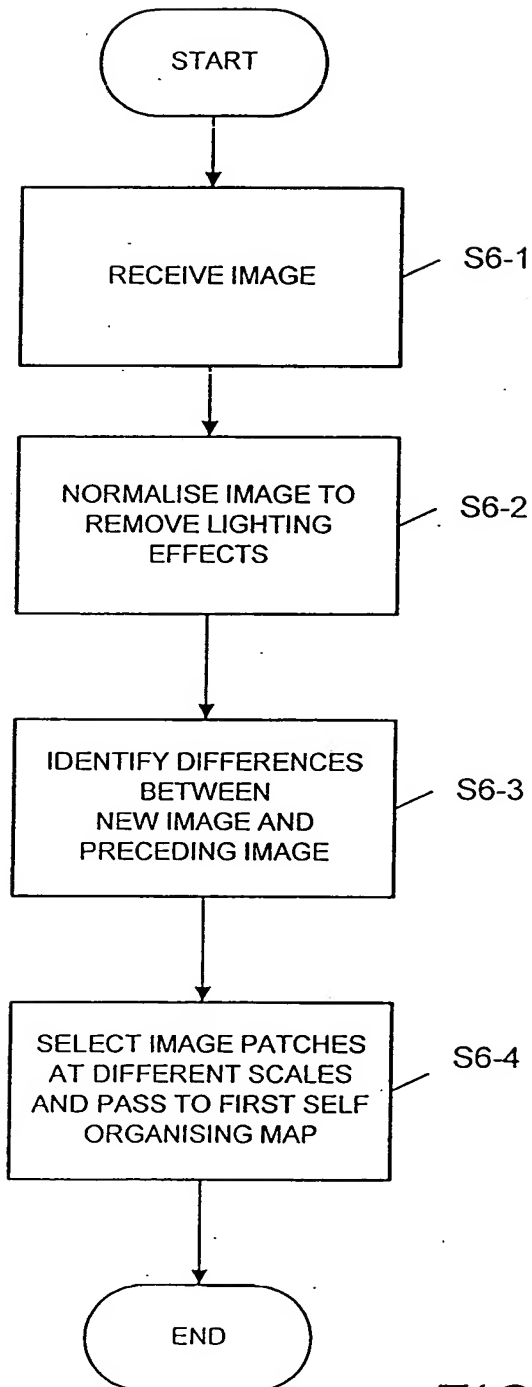 START
RECEIVE IMAGE
S6-1
NORMALISE IMAGE TO
REMOVE LIGHTING
EFFECTS
S6-2
IDENTIFY DIFFERENCES
BETWEEN
NEW IMAGE AND
PRECEDING IMAGE
S6-3
SELECT IMAGE PATCHES
AT DIFFERENT SCALES
AND PASS TO FIRST SELF
ORGANISING MAP
S6-4
END